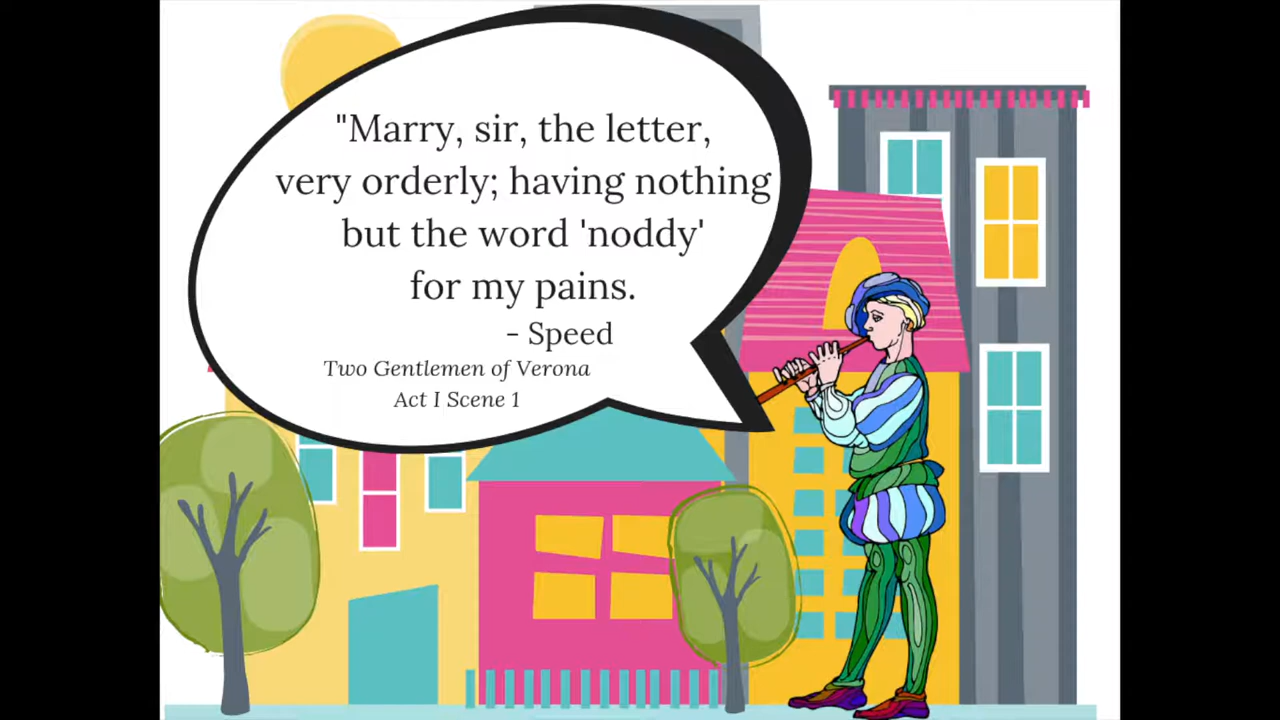 "Marry, sir, the letter,
very orderly; having nothing
but the word 'noddy'
for my pains.
- Speed
Two Gentlemen of Verona
Act I Scene 1